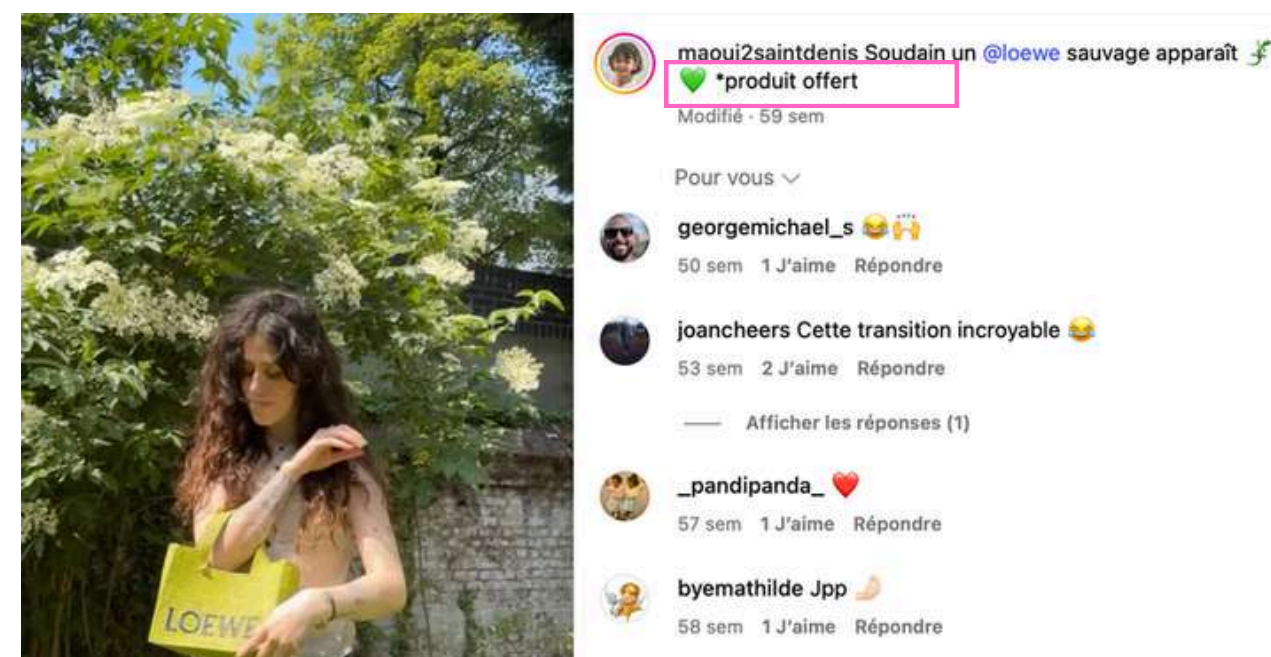 LOEWE
maoui2saintdenis Soudain un @loewe sauvage apparaît 🦎
💚 *produit offert
Modifié · 59 sem
Pour vous
georgemichael_s 😂🙌
50 sem 1 J'aime Répondre
joancheers Cette transition incroyable 😂
53 sem 2 J'aime Répondre
Afficher les réponses (1)
_pandipanda_ ❤️
57 sem 1 J'aime Répondre
byemathilde Jpp 🤌🏻
58 sem 1 J'aime Répondre